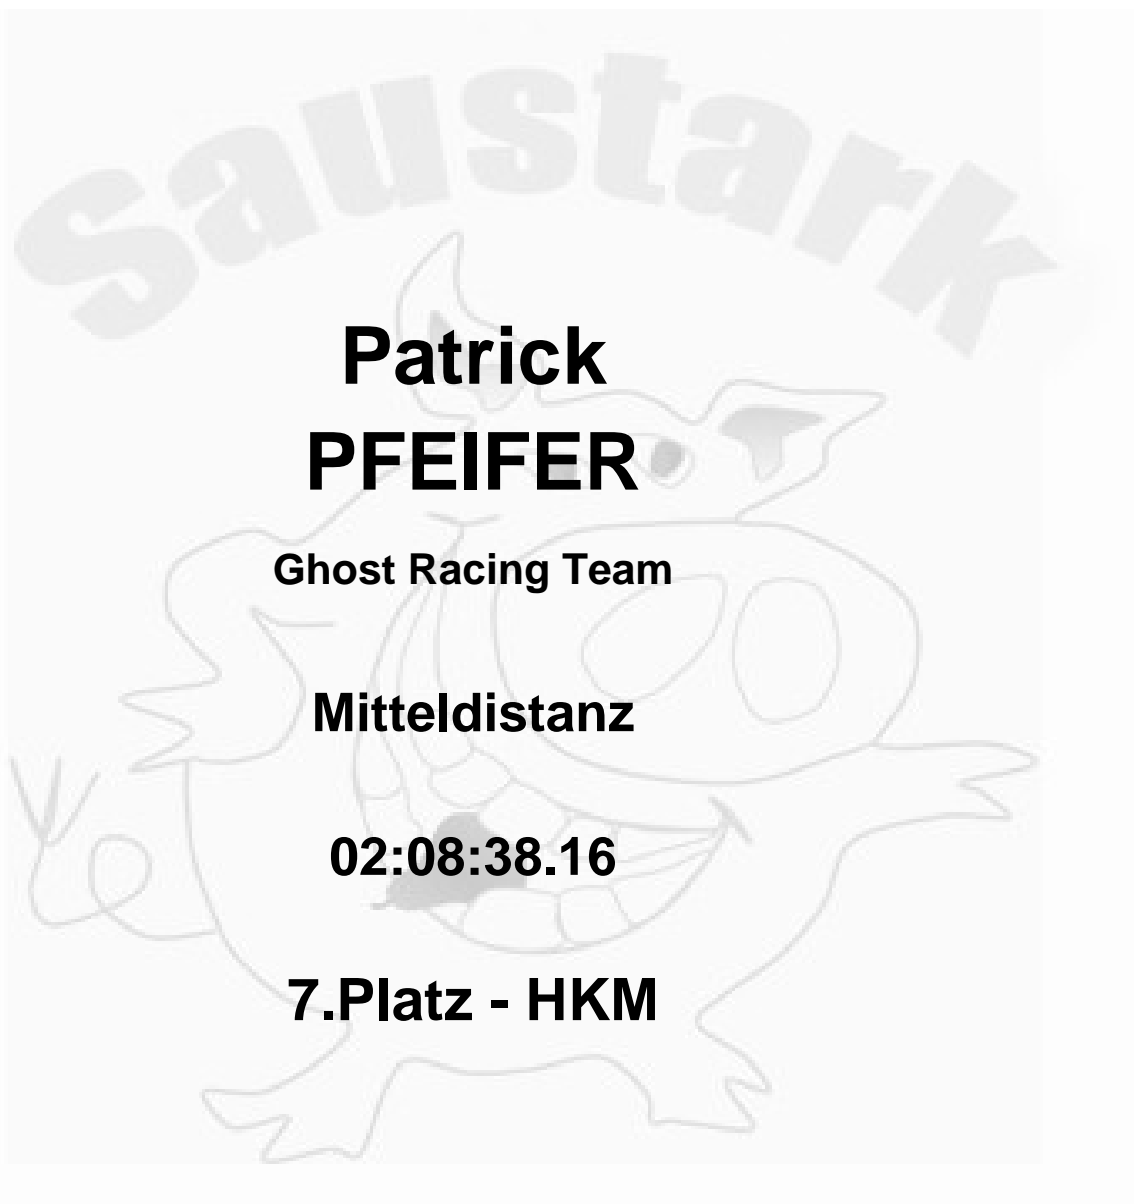 Saustark
Patrick
PFEIFER
Ghost Racing Team
Mitteldistanz
02:08:38.16
7.Platz - HKM